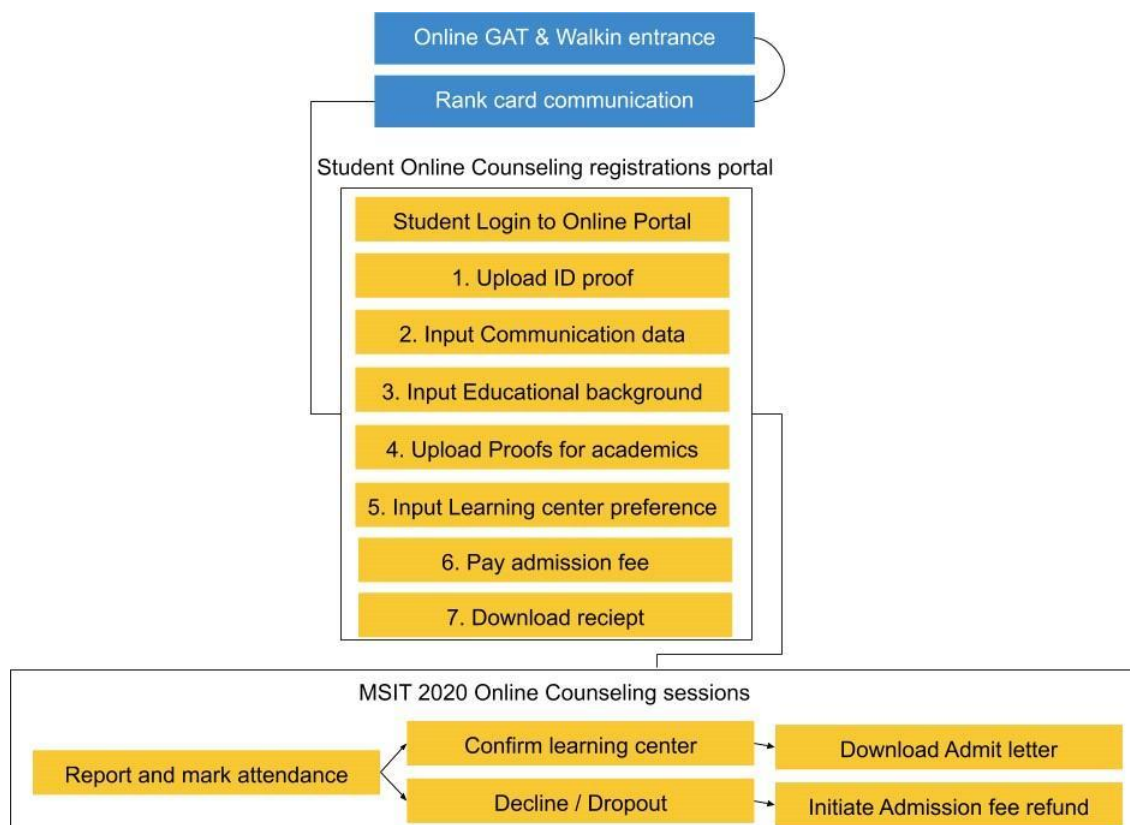 Online GAT & Walkin entrance
Rank card communication
Student Online Counseling registrations portal
Student Login to Online Portal
1. Upload ID proof
2. Input Communication data
3. Input Educational background
4. Upload Proofs for academics
5. Input Learning center preference
6. Pay admission fee
7. Download reciept
MSIT 2020 Online Counseling sessions
Report and mark attendance
Confirm learning center
Download Admit letter
Decline / Dropout
Initiate Admission fee refund